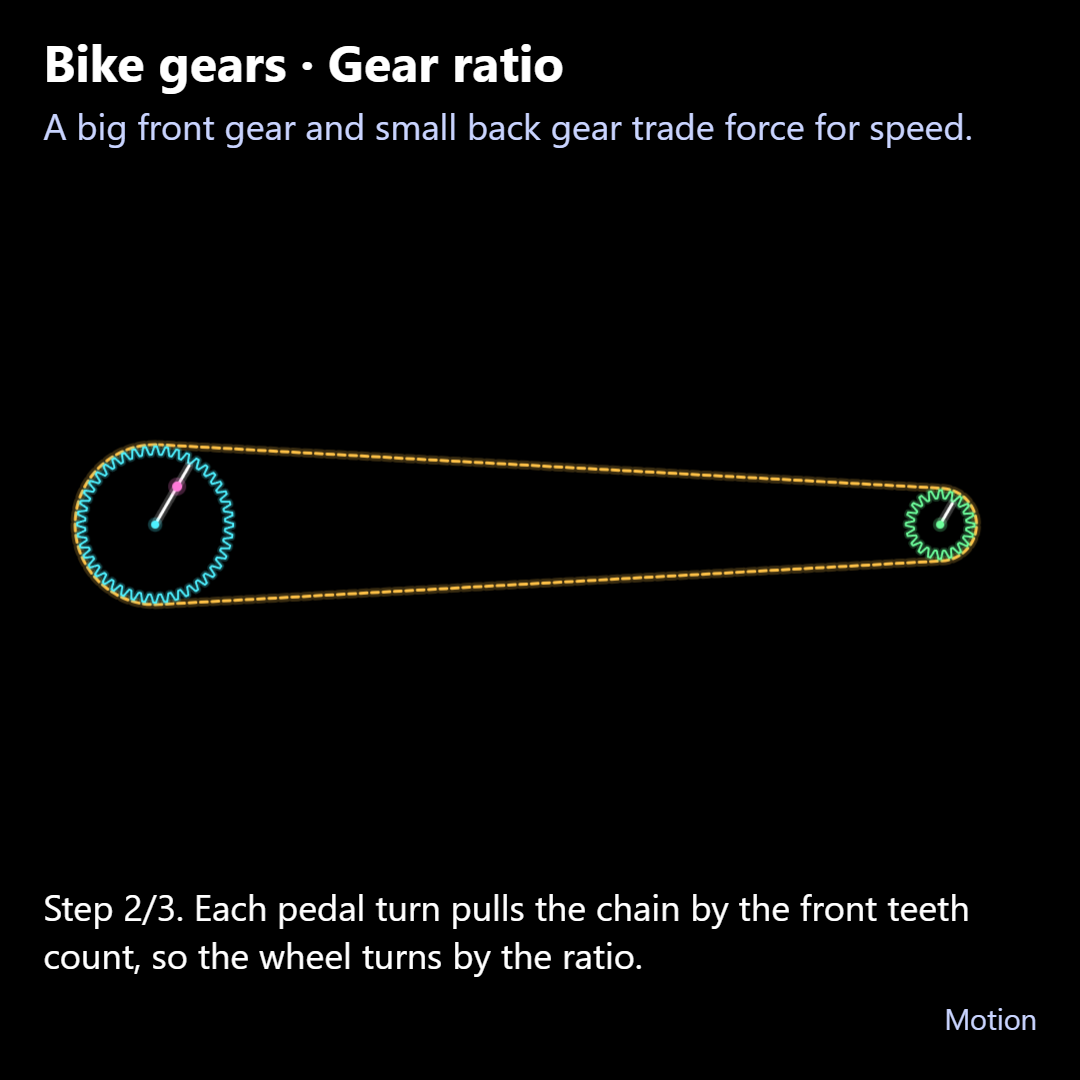 Bike gears · Gear ratio
A big front gear and small back gear trade force for speed.
Step 2/3. Each pedal turn pulls the chain by the front teeth
count, so the wheel turns by the ratio.
Motion